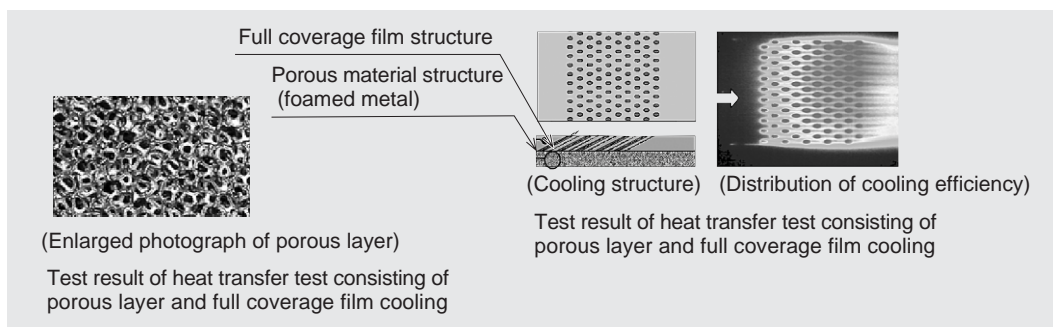 Full coverage film structure
Porous material structure
(foamed metal)
(Enlarged photograph of porous layer)
Test result of heat transfer test consisting of
porous layer and full coverage film cooling
(Cooling structure)
(Distribution of cooling efficiency)
Test result of heat transfer test consisting of
porous layer and full coverage film cooling